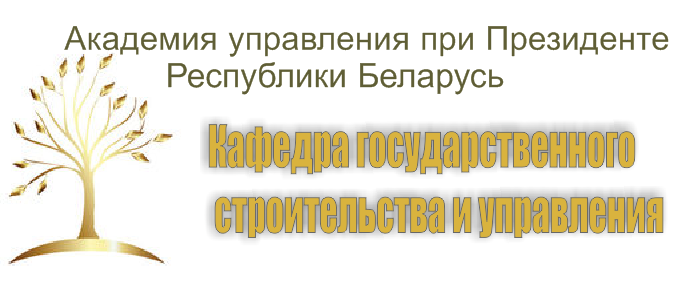 Академия управления при Президенте
Республики Беларусь
Кафедра государственного
строительства и управления